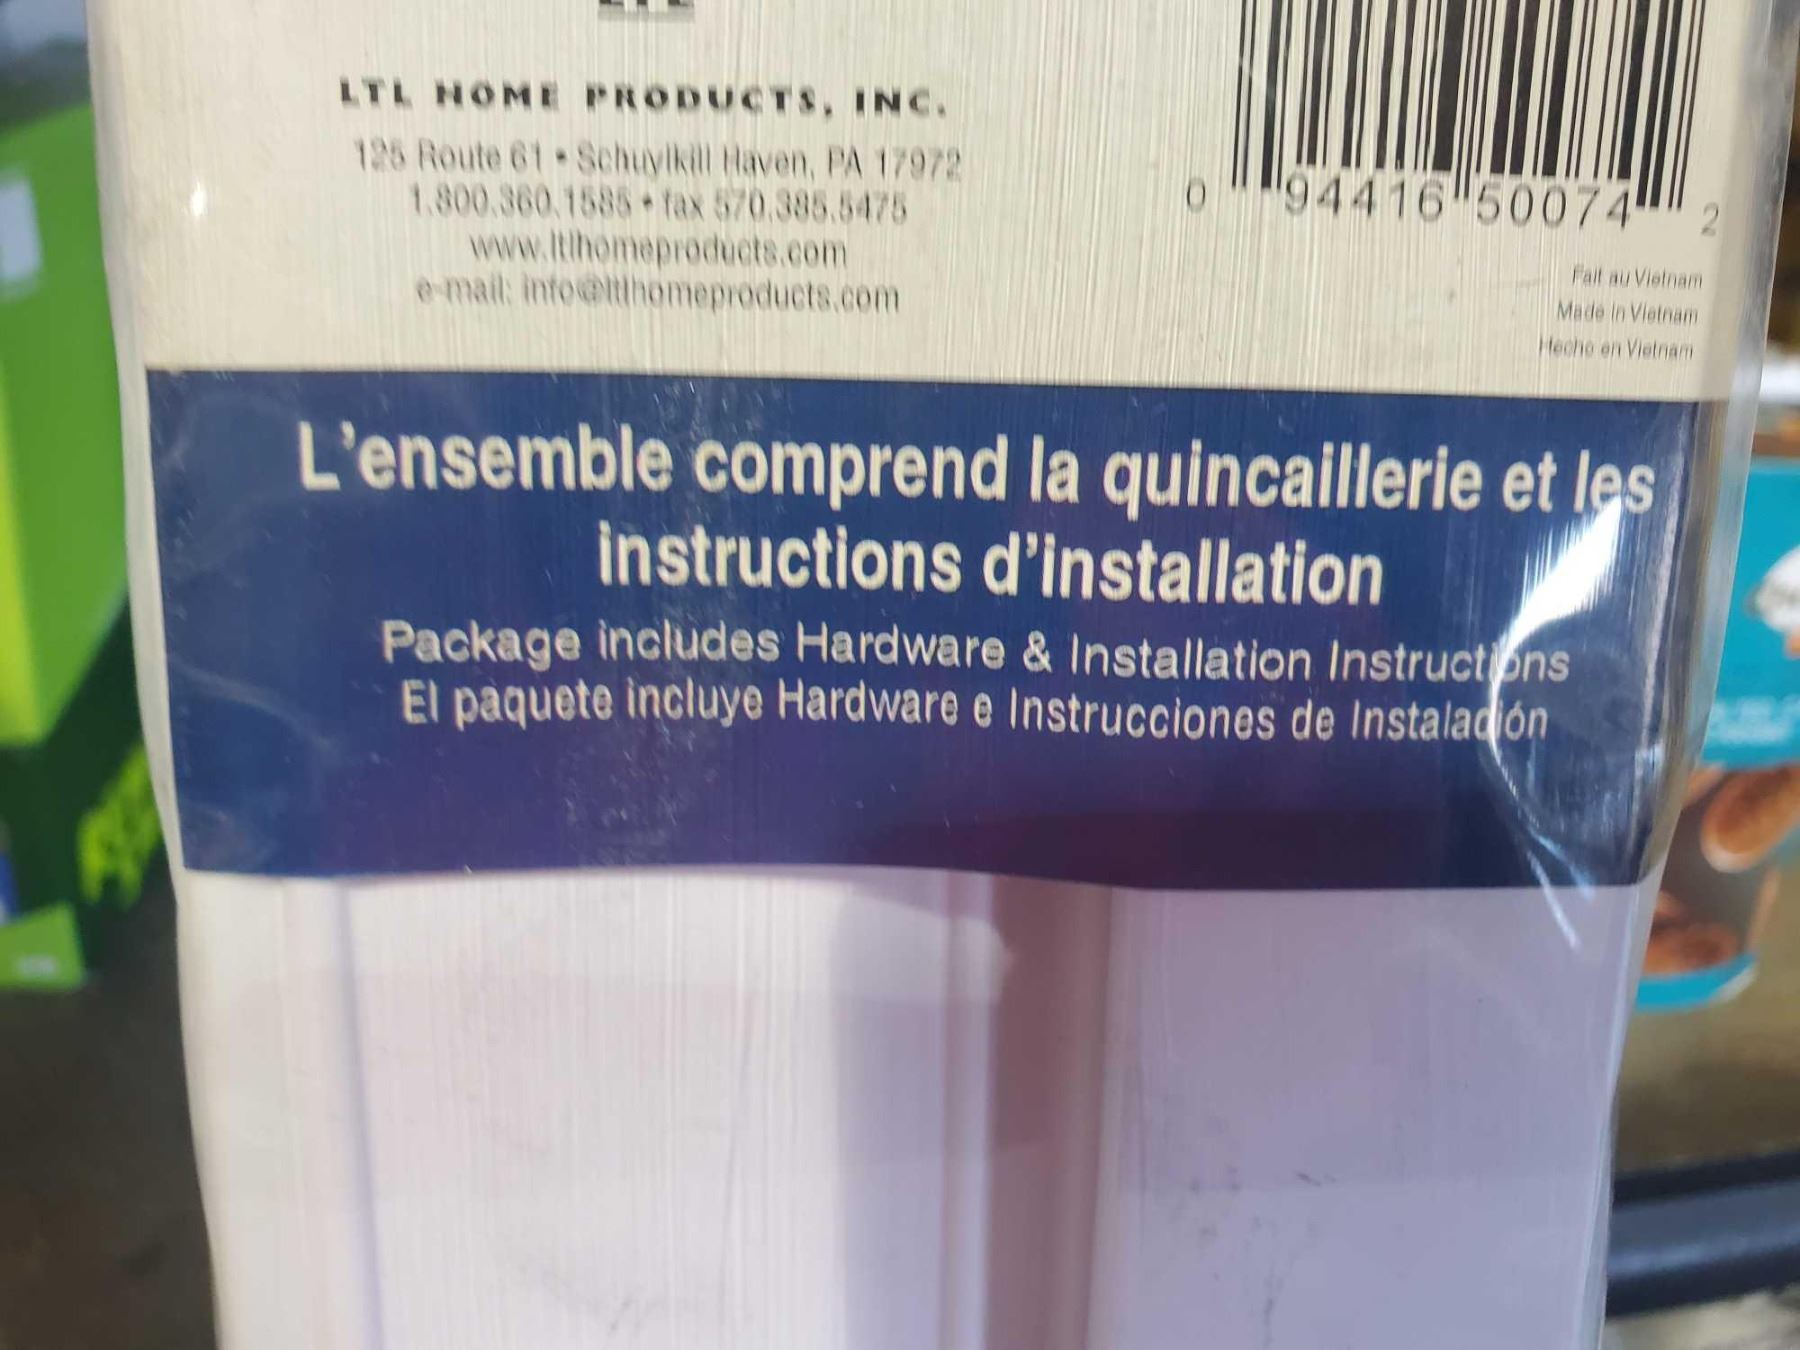 LTL
LTL HOME PRODUCTS, INC.
125 Route 61 • Schuylkill Haven, PA 17972
1.800.360.1585 • fax 570.385.5475
www.ltlhomeproducts.com
e-mail: info@ltlhomeproducts.com
0 94416 50074 2
Fait au Vietnam
Made in Vietnam
Hecho en Vietnam
L'ensemble comprend la quincaillerie et les
instructions d'installation
Package includes Hardware & Installation Instructions
El paquete incluye Hardware e Instrucciones de Instalación